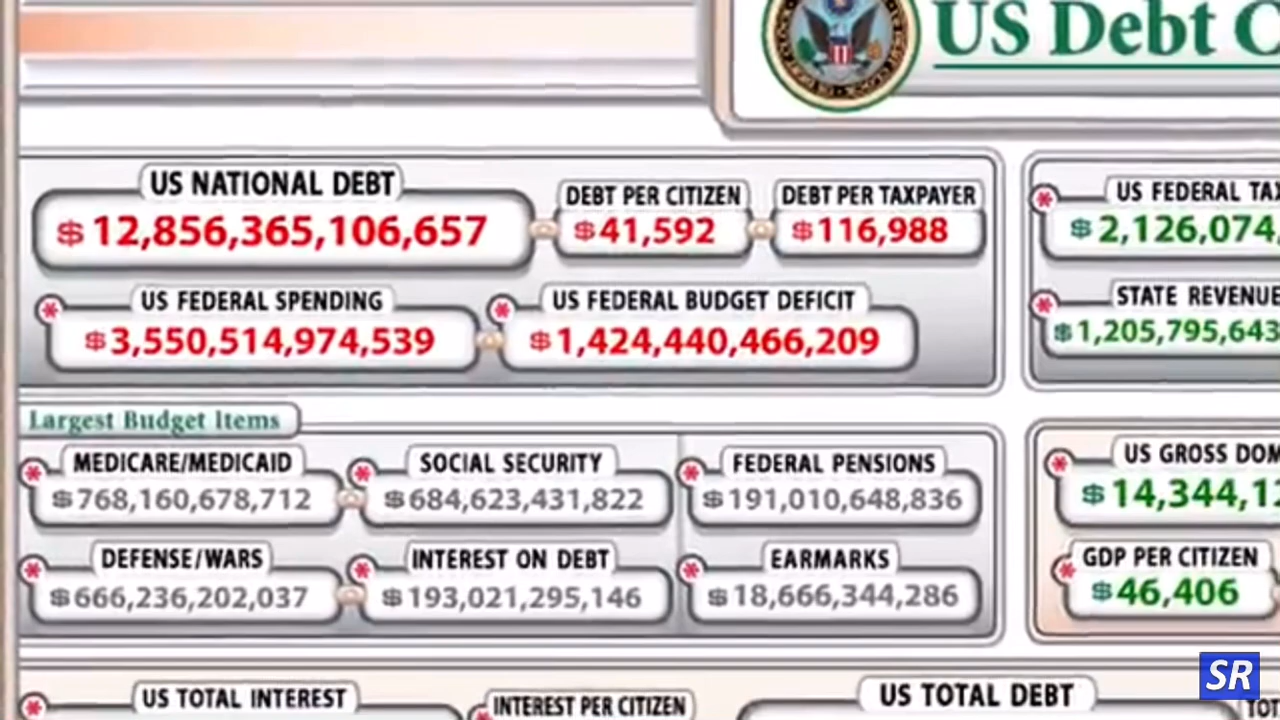 US Debt C
US NATIONAL DEBT
$ 12,856,365,106,657
DEBT PER CITIZEN
$ 41,592
DEBT PER TAXPAYER
$ 116,988
US FEDERAL SPENDING
$ 3,550,514,974,539
US FEDERAL BUDGET DEFICIT
$ 1,424,440,466,209
US FEDERAL TA
$ 2,126,074,
STATE REVENUE
$ 1,205,795,643
Largest Budget Items
MEDICARE/MEDICAID
$ 768,160,678,712
SOCIAL SECURITY
$ 684,623,431,822
FEDERAL PENSIONS
$ 191,010,648,836
DEFENSE/WARS
$ 666,236,202,037
INTEREST ON DEBT
$ 193,021,295,146
EARMARKS
$ 18,666,344,286
US GROSS DOM
$ 14,344,1
GDP PER CITIZEN
$ 46,406
US TOTAL INTEREST
INTEREST PER CITIZEN
US TOTAL DEBT
TOT
SR